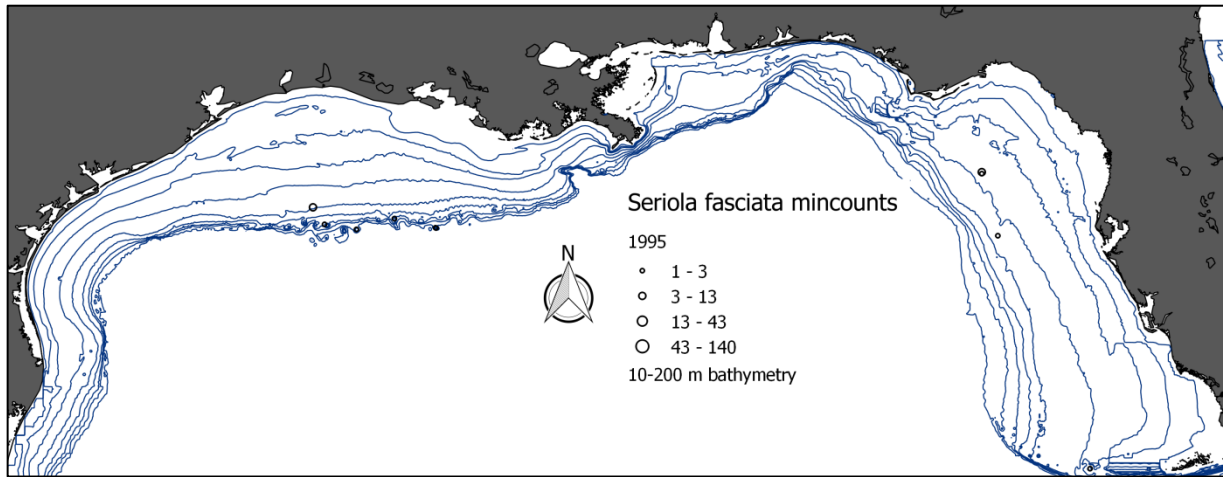 Seriola fasciata mincounts
1995
N
1 - 3
3 - 13
13 - 43
43 - 140
10-200 m bathymetry